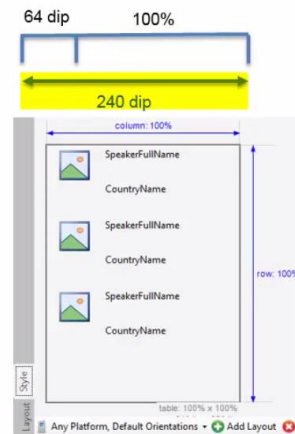 64 dip 100%
240 dip
column: 100%
SpeakerFullName
CountryName
SpeakerFullName
CountryName
SpeakerFullName
CountryName
row: 100%
table: 100% x 100%
Style
Layout
Any Platform, Default Orientations Add Layout